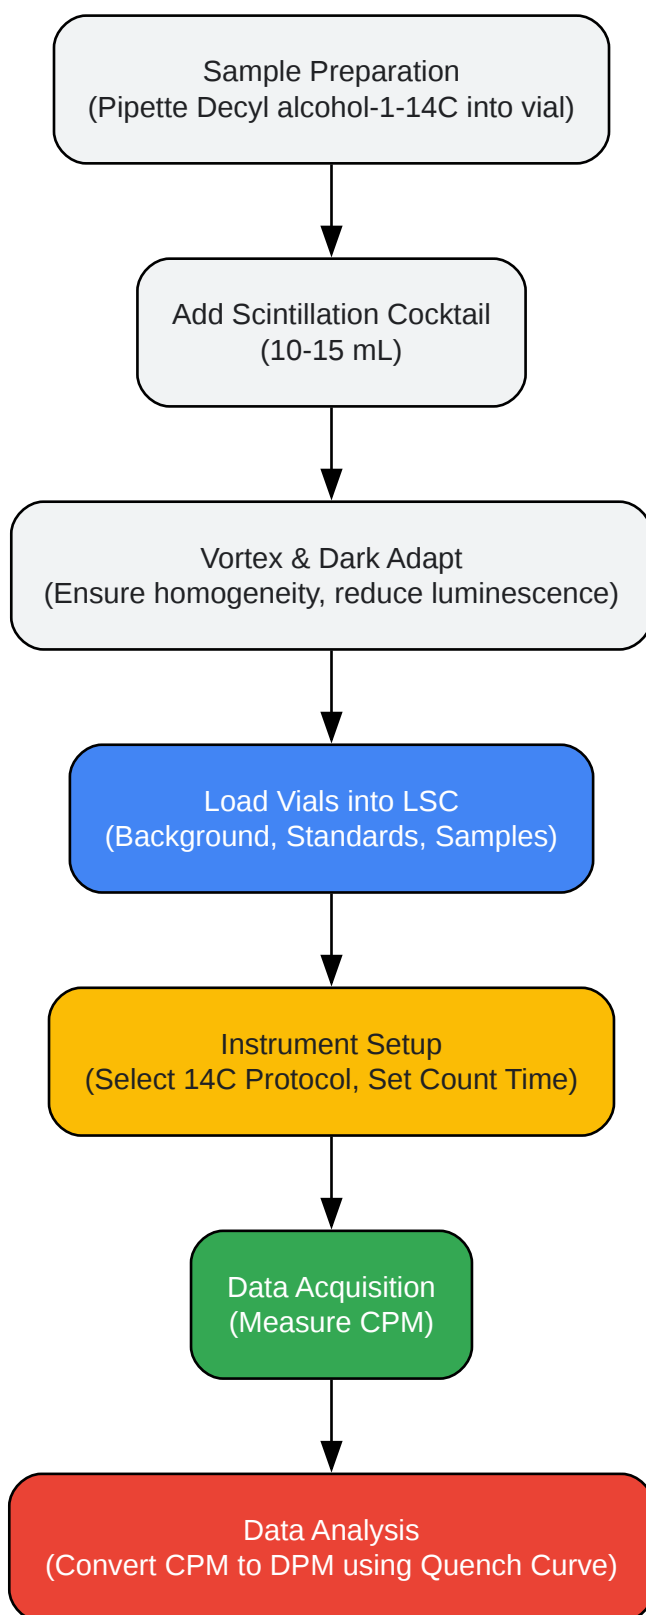 Sample Preparation
(Pipette Decyl alcohol-1-14C into vial)
Add Scintillation Cocktail
(10-15 mL)
Vortex & Dark Adapt
(Ensure homogeneity, reduce luminescence)
Load Vials into LSC
(Background, Standards, Samples)
Instrument Setup
(Select 14C Protocol, Set Count Time)
Data Acquisition
(Measure CPM)
Data Analysis
(Convert CPM to DPM using Quench Curve)